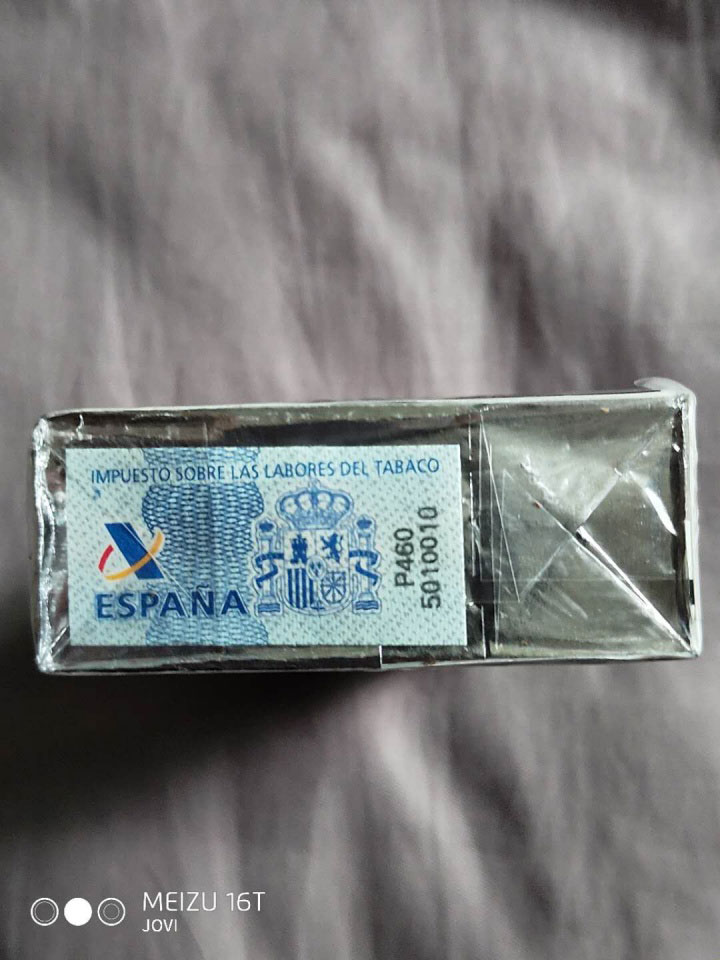 IMPUESTO SOBRE LAS LABORES DEL TABACO
ESPAÑA
P460
5010010
MEIZU 16T
JOVI